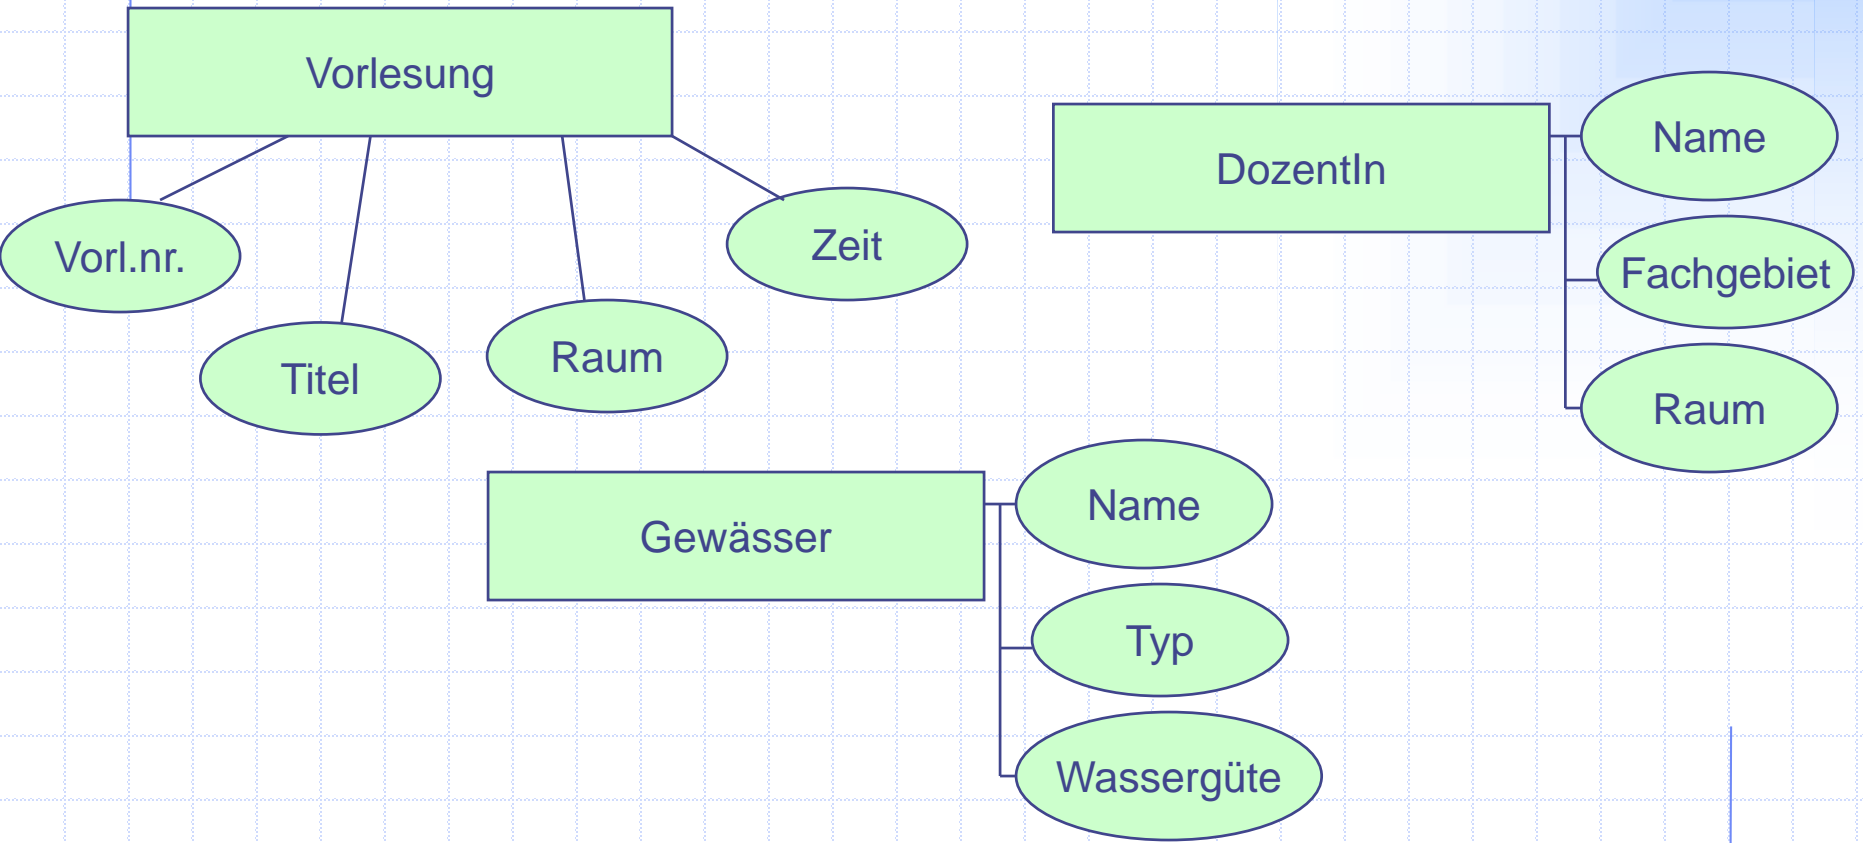 Vorlesung
Vorl.nr.
Titel
Raum
Zeit
DozentIn
Name
Fachgebiet
Raum
Gewässer
Name
Typ
Wassergüte